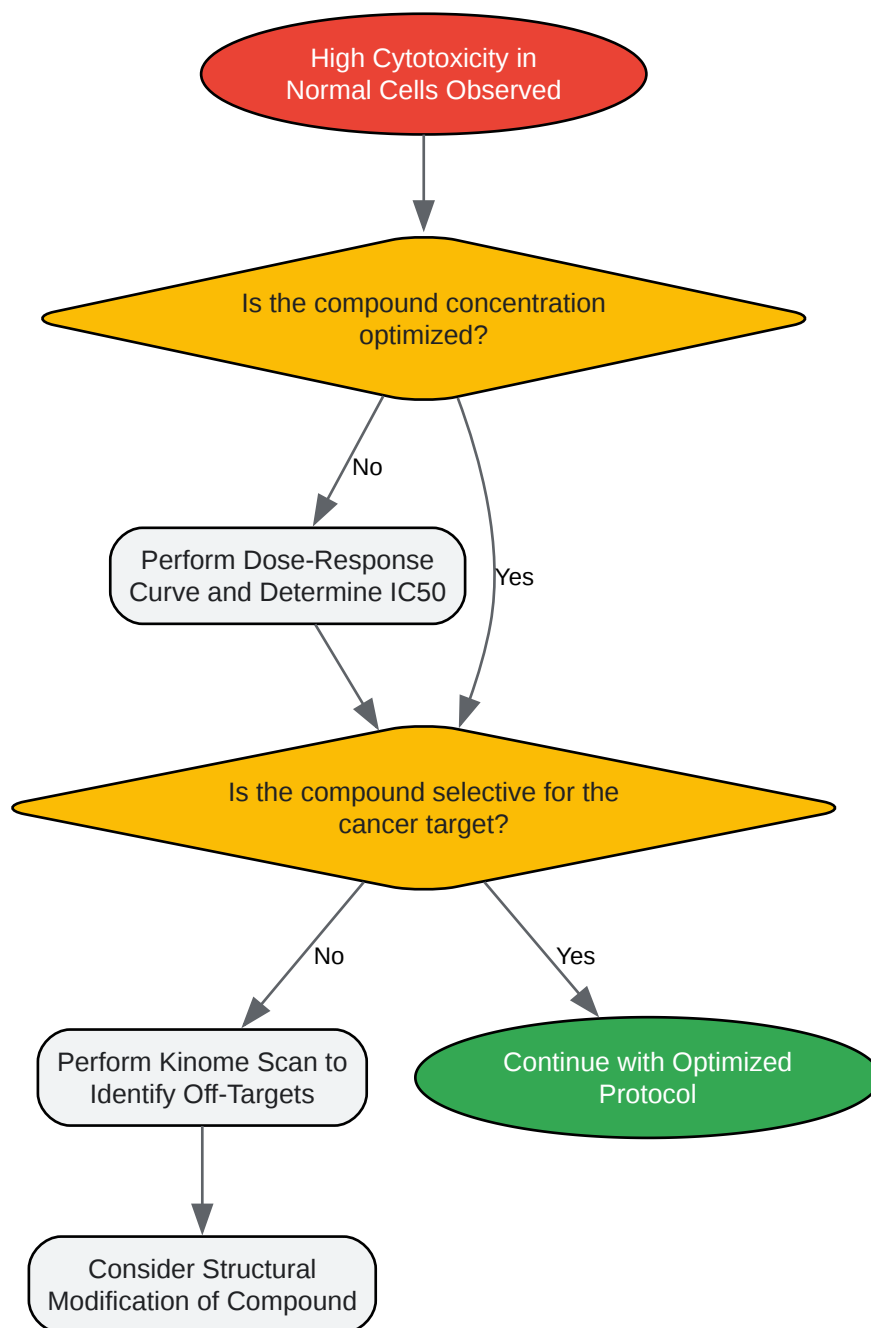 High Cytotoxicity in
Normal Cells Observed
Is the compound concentration
optimized?
No
Perform Dose-Response
Curve and Determine IC50
Yes
Is the compound selective for the
cancer target?
No
Yes
Perform Kinome Scan to
Identify Off-Targets
Continue with Optimized
Protocol
Consider Structural
Modification of Compound